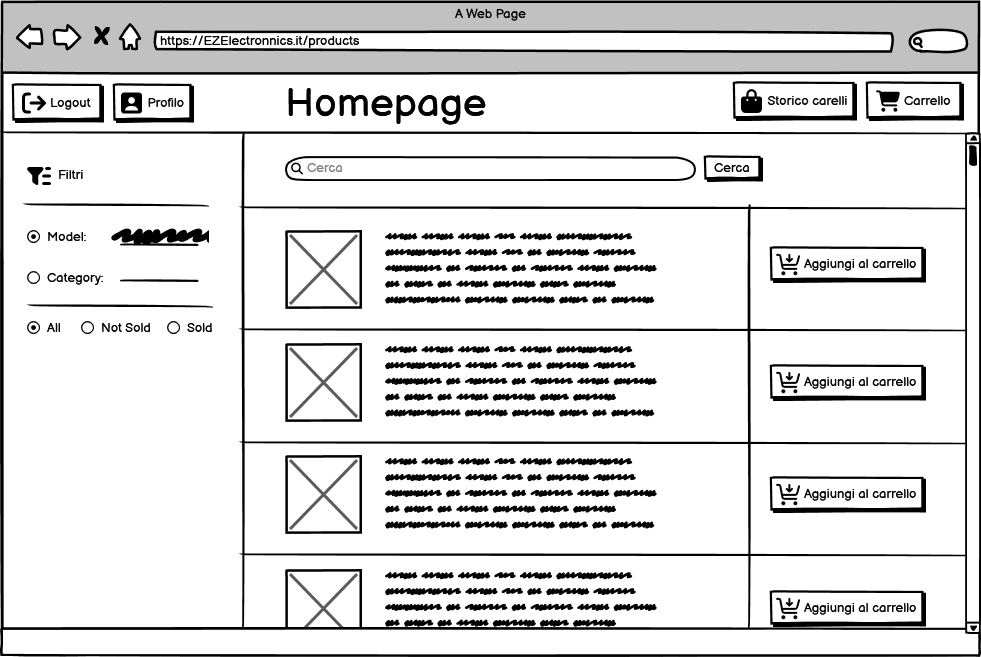 A Web Page
https://EZElectronnics.it/products
Logout
Profilo
Homepage
Storico carelli
Carrello
Filtri
Cerca
Cerca
Model:
Category:
All
Not Sold
Sold
Aggiungi al carrello
Aggiungi al carrello
Aggiungi al carrello
Aggiungi al carrello